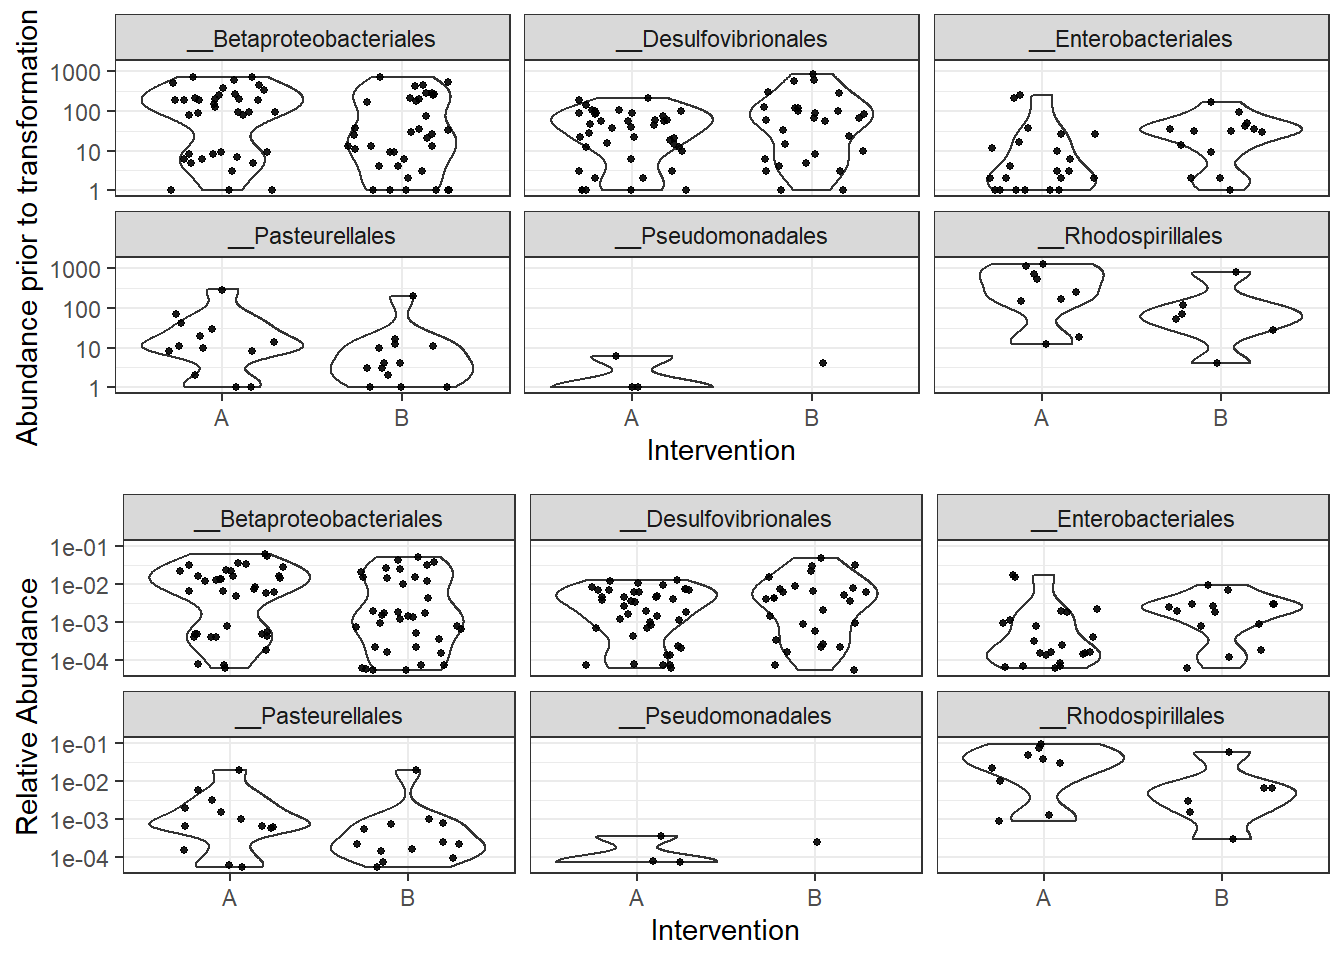 Abundance prior to transformation
__Betaproteobacteriales
__Desulfovibrionales
__Enterobacteriales
1000
100
10
1
__Pasteurellales
__Pseudomonadales
__Rhodospirillales
1000
100
10
1
A
B
A
B
A
B
Intervention
Relative Abundance
__Betaproteobacteriales
__Desulfovibrionales
__Enterobacteriales
1e-01
1e-02
1e-03
1e-04
__Pasteurellales
__Pseudomonadales
__Rhodospirillales
1e-01
1e-02
1e-03
1e-04
A
B
A
B
A
B
Intervention